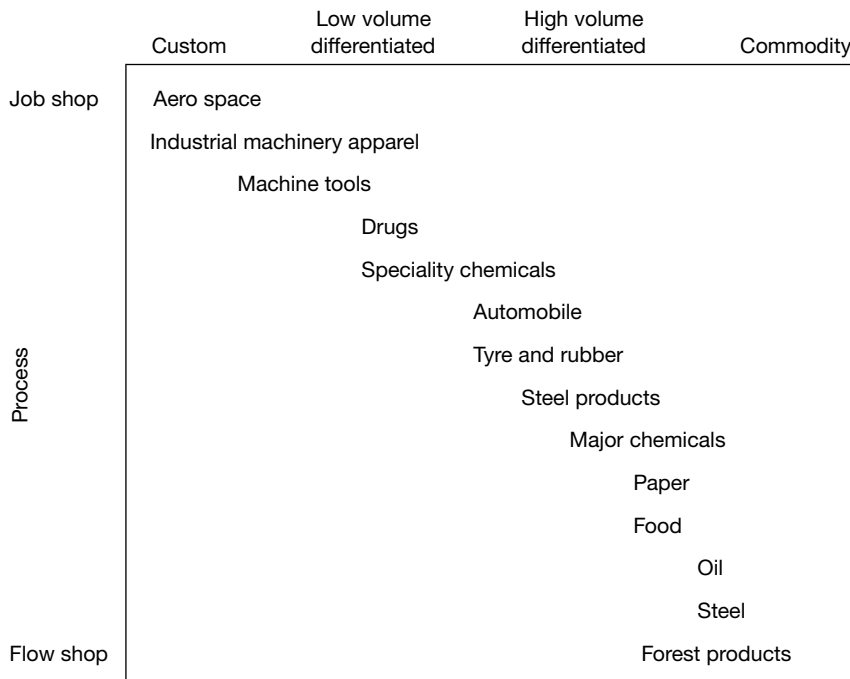 Low volume
High volume
Custom
differentiated
differentiated
Commodity
Job shop
Aero space
Industrial machinery apparel
Machine tools
Drugs
Speciality chemicals
Automobile
Tyre and rubber
Process
Steel products
Major chemicals
Paper
Food
Oil
Steel
Flow shop
Forest products